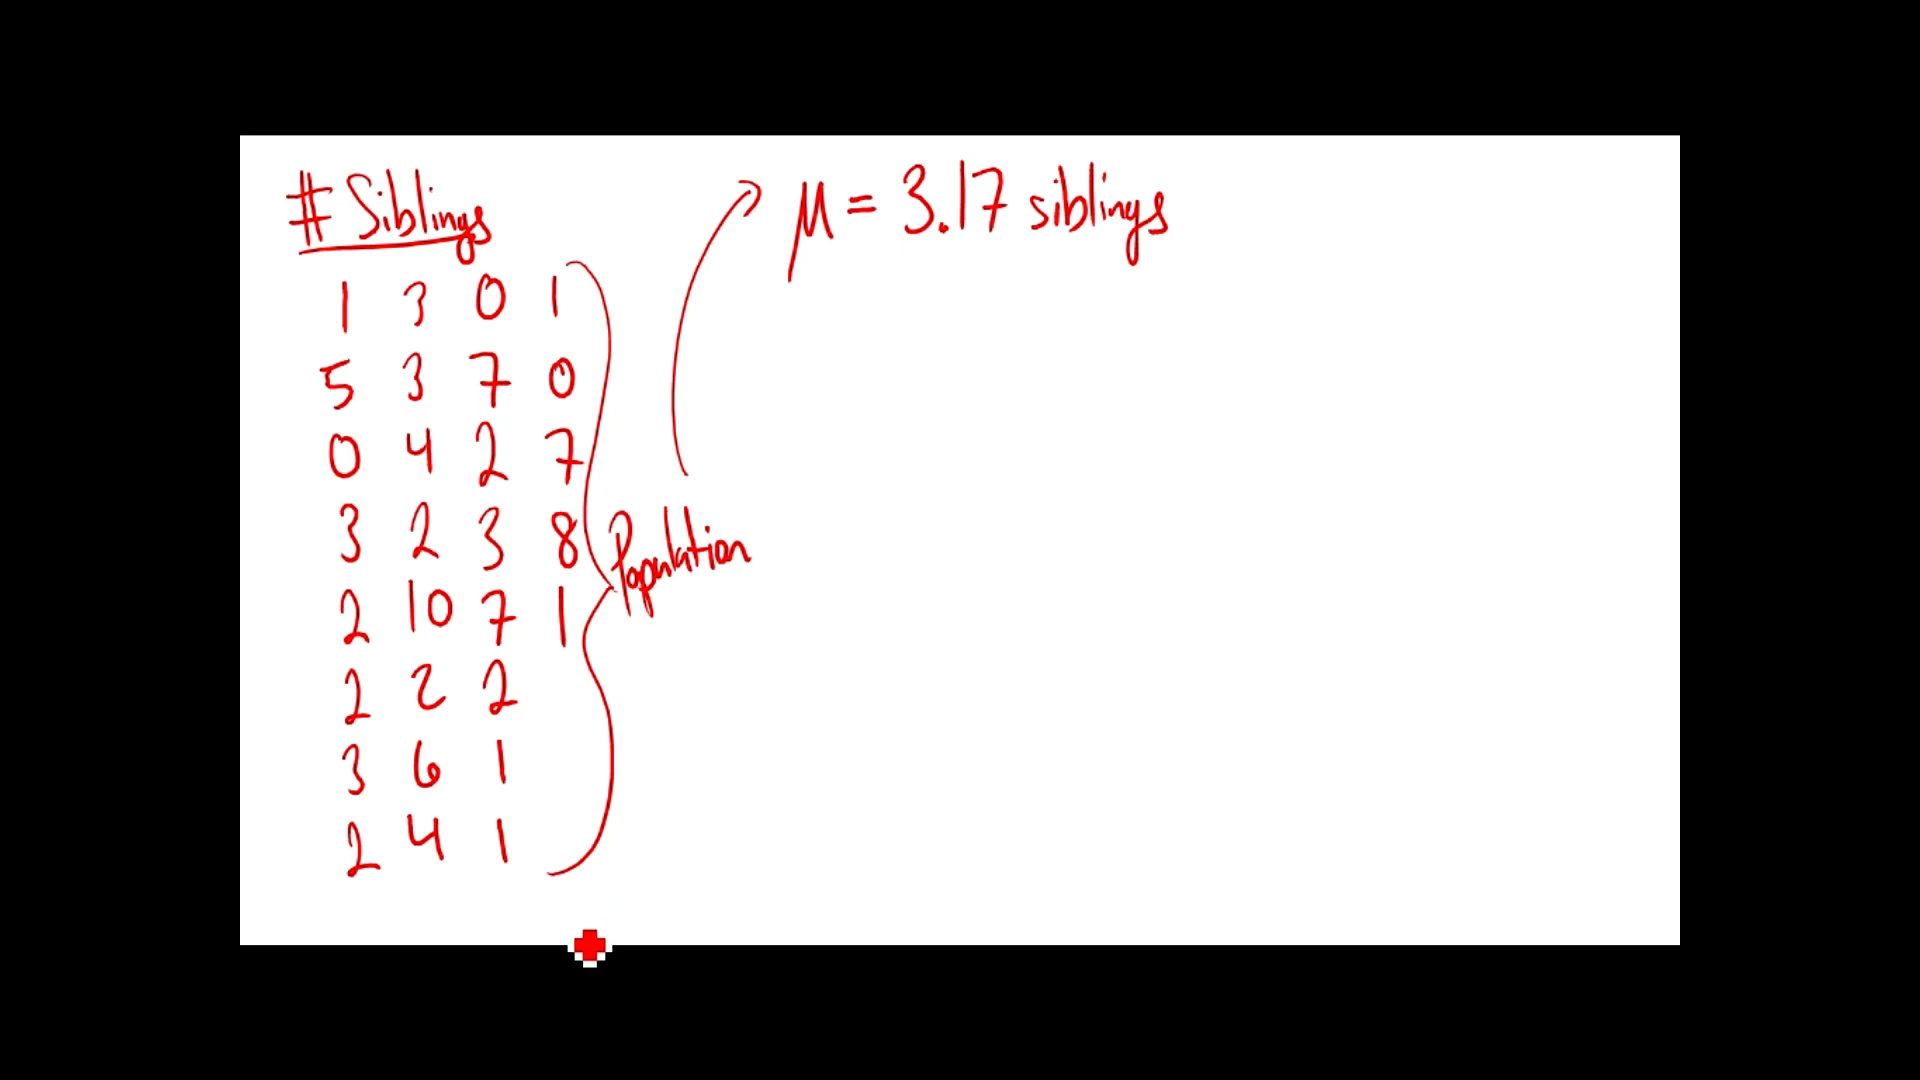 # Siblings
1 3 0 1
5 3 7 0
0 4 2 7
3 2 3 8
2 10 7 1
2 2 2
3 6 1
2 4 1
Population
μ = 3.17 siblings